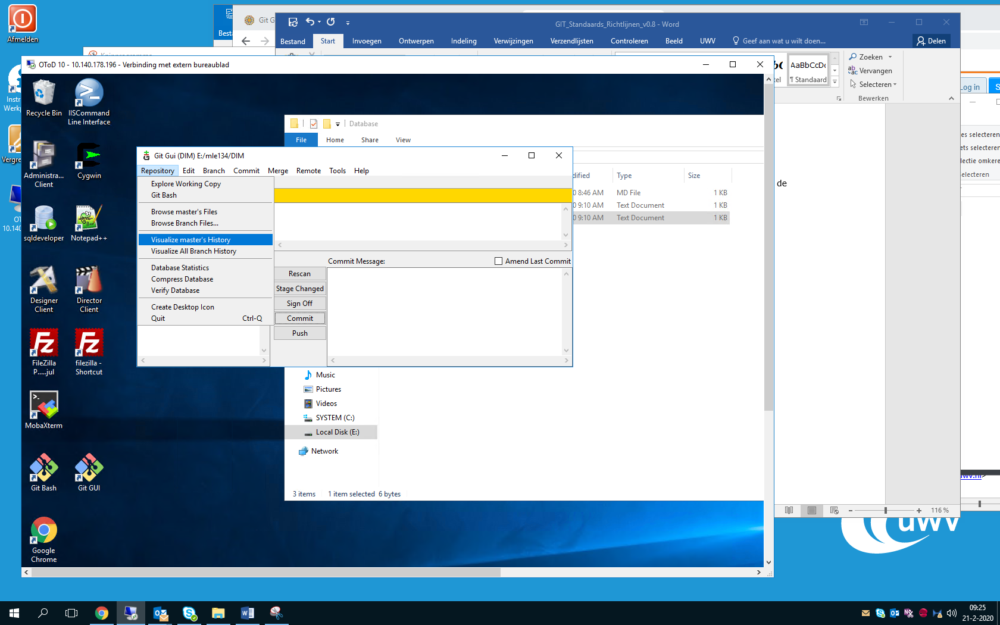 Afmelden
Git G
Besta
GIT_Standaards_Richtlijnen_v0.8 - Word
Bestand
Start
Invoegen
Ontwerpen
Indeling
Verwijzingen
Verzendlijsten
Controleren
Beeld
UWV
Geef aan wat u wilt doen...
Delen
Zoeken
Vervangen
Selecteren
Bewerken
AaBbCcDc
¶ Standaard
Log in
OToD 10 - 10.140.178.196 - Verbinding met extern bureaublad
Instr
Werkp
Vergre
OT
10.140
Recycle Bin
IISCommand
Line Interface
Administra...
Client
Cygwin
sqldeveloper
Notepad++
Designer
Client
Director
Client
FileZilla
P.....jul
filezilla -
Shortcut
MobaXterm
Git Bash
Git GUI
Google
Chrome
Database
File
Home
Share
View
dified
Type
Size
0 8:46 AM
MD File
1 KB
0 9:10 AM
Text Document
1 KB
0 9:10 AM
Text Document
1 KB
Git Gui (DIM) E:/mle134/DIM
Repository
Edit
Branch
Commit
Merge
Remote
Tools
Help
Explore Working Copy
Git Bash
Browse master's Files
Browse Branch Files...
Visualize master's History
Visualize All Branch History
Database Statistics
Compress Database
Verify Database
Create Desktop Icon
Quit
Ctrl-Q
Commit Message:
Amend Last Commit
Rescan
Stage Changed
Sign Off
Commit
Push
Music
Pictures
Videos
SYSTEM (C:)
Local Disk (E:)
Network
3 items
1 item selected
6 bytes
de
es selecteren
ets selecteren
lectie omkere
electeren
uwv.nl>
116 %
uwv
09:25
21-2-2020